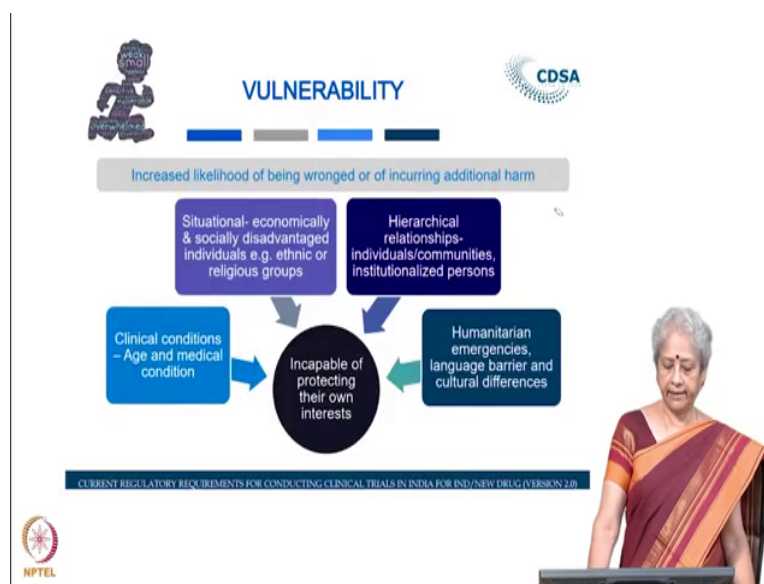 weak
small
vulnerable
overwhelmed
VULNERABILITY
CDSA
Increased likelihood of being wronged or of incurring additional harm
Situational- economically
& socially disadvantaged
individuals e.g. ethnic or
religious groups
Hierarchical
relationships-
individuals/communities,
institutionalized persons
Clinical conditions
– Age and medical
condition
Incapable of
protecting
their own
interests
Humanitarian
emergencies,
language barrier and
cultural differences
CURRENT REGULATORY REQUIREMENTS FOR CONDUCTING CLINICAL TRIALS IN INDIA FOR IND/NEW DRUG (VERSION 2.0)
NPTEL